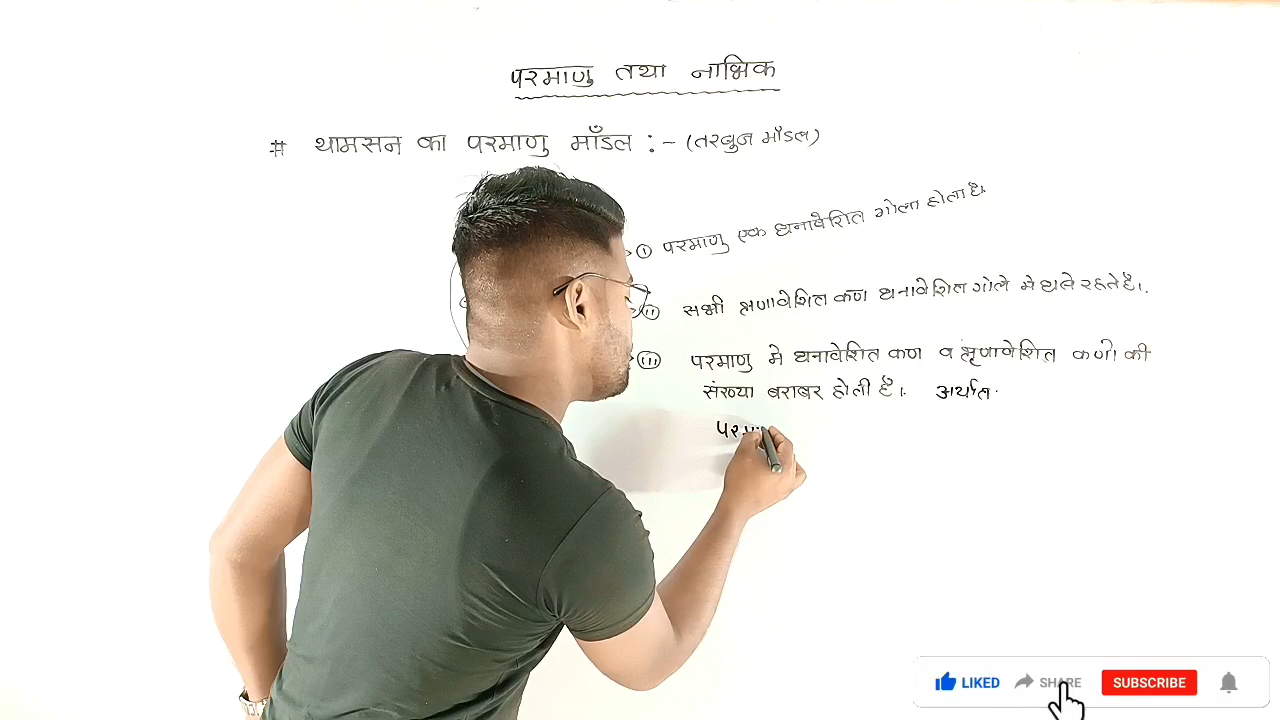 परमाणु तथा नाभिक
# थामसन का परमाणु माँडल :- (तरबुज माँडल)
(i) परमाणु एक धनावेशित गोला होता है।
(ii) सभी ऋणावेशित कण धनावेशित गोले मे धसे रहते है।
(iii) परमाणु मे धनावेशित कण व ऋणावेशित कणों की
संख्या बराबर होती है। अर्थात
LIKED SHARE SUBSCRIBE